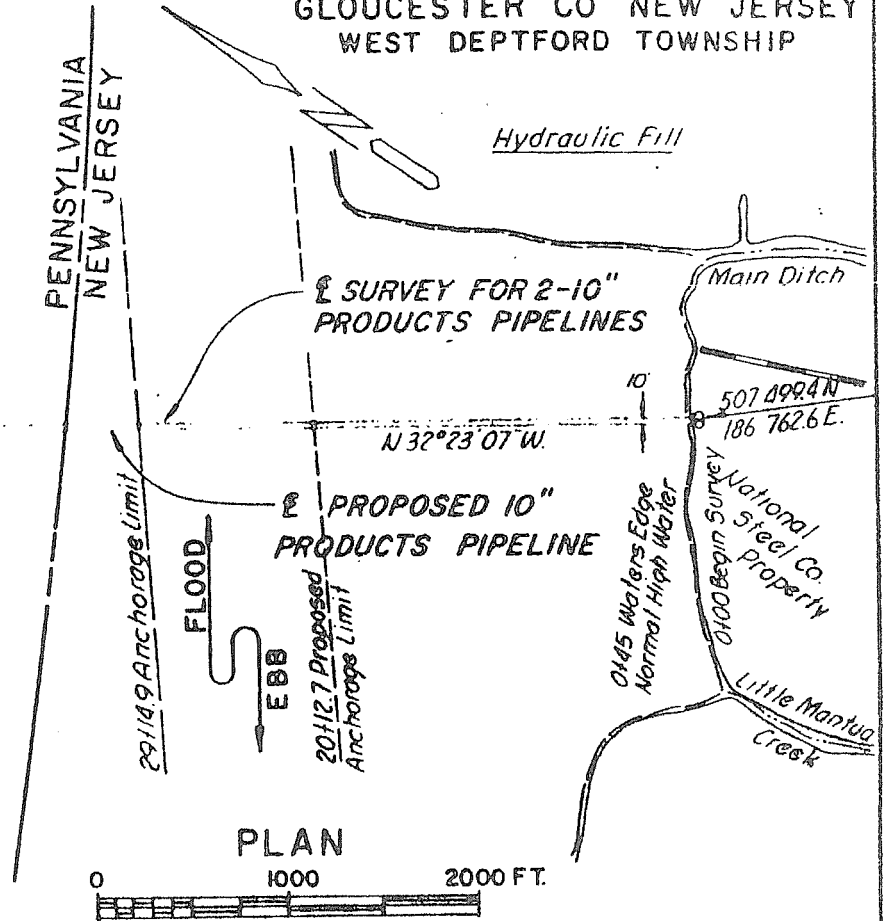 GLOUCESTER CO NEW JERSEY
WEST DEPTFORD TOWNSHIP
PENNSYLVANIA
NEW JERSEY
Hydraulic Fill
Main Ditch
℄ SURVEY FOR 2-10"
PRODUCTS PIPELINES
10'
507 499.4 N
186 762.6 E.
N 32° 23' 07" W.
℄ PROPOSED 10"
PRODUCTS PIPELINE
29+14.9 Anchorage Limit
FLOOD
EBB
20+12.7 Proposed
Anchorage Limit
0+45 Waters Edge
Normal High Water
0+00 Begin Survey
National
Steel Co.
Property
Little Mantua
Creek
PLAN
0 1000 2000 FT.